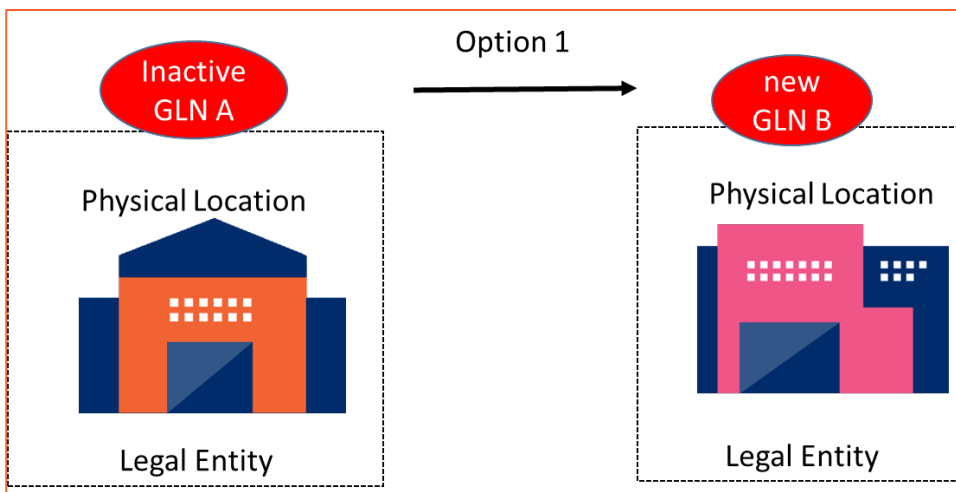 Option 1
Inactive
GLN A
new
GLN B
Physical Location
Physical Location
Legal Entity
Legal Entity